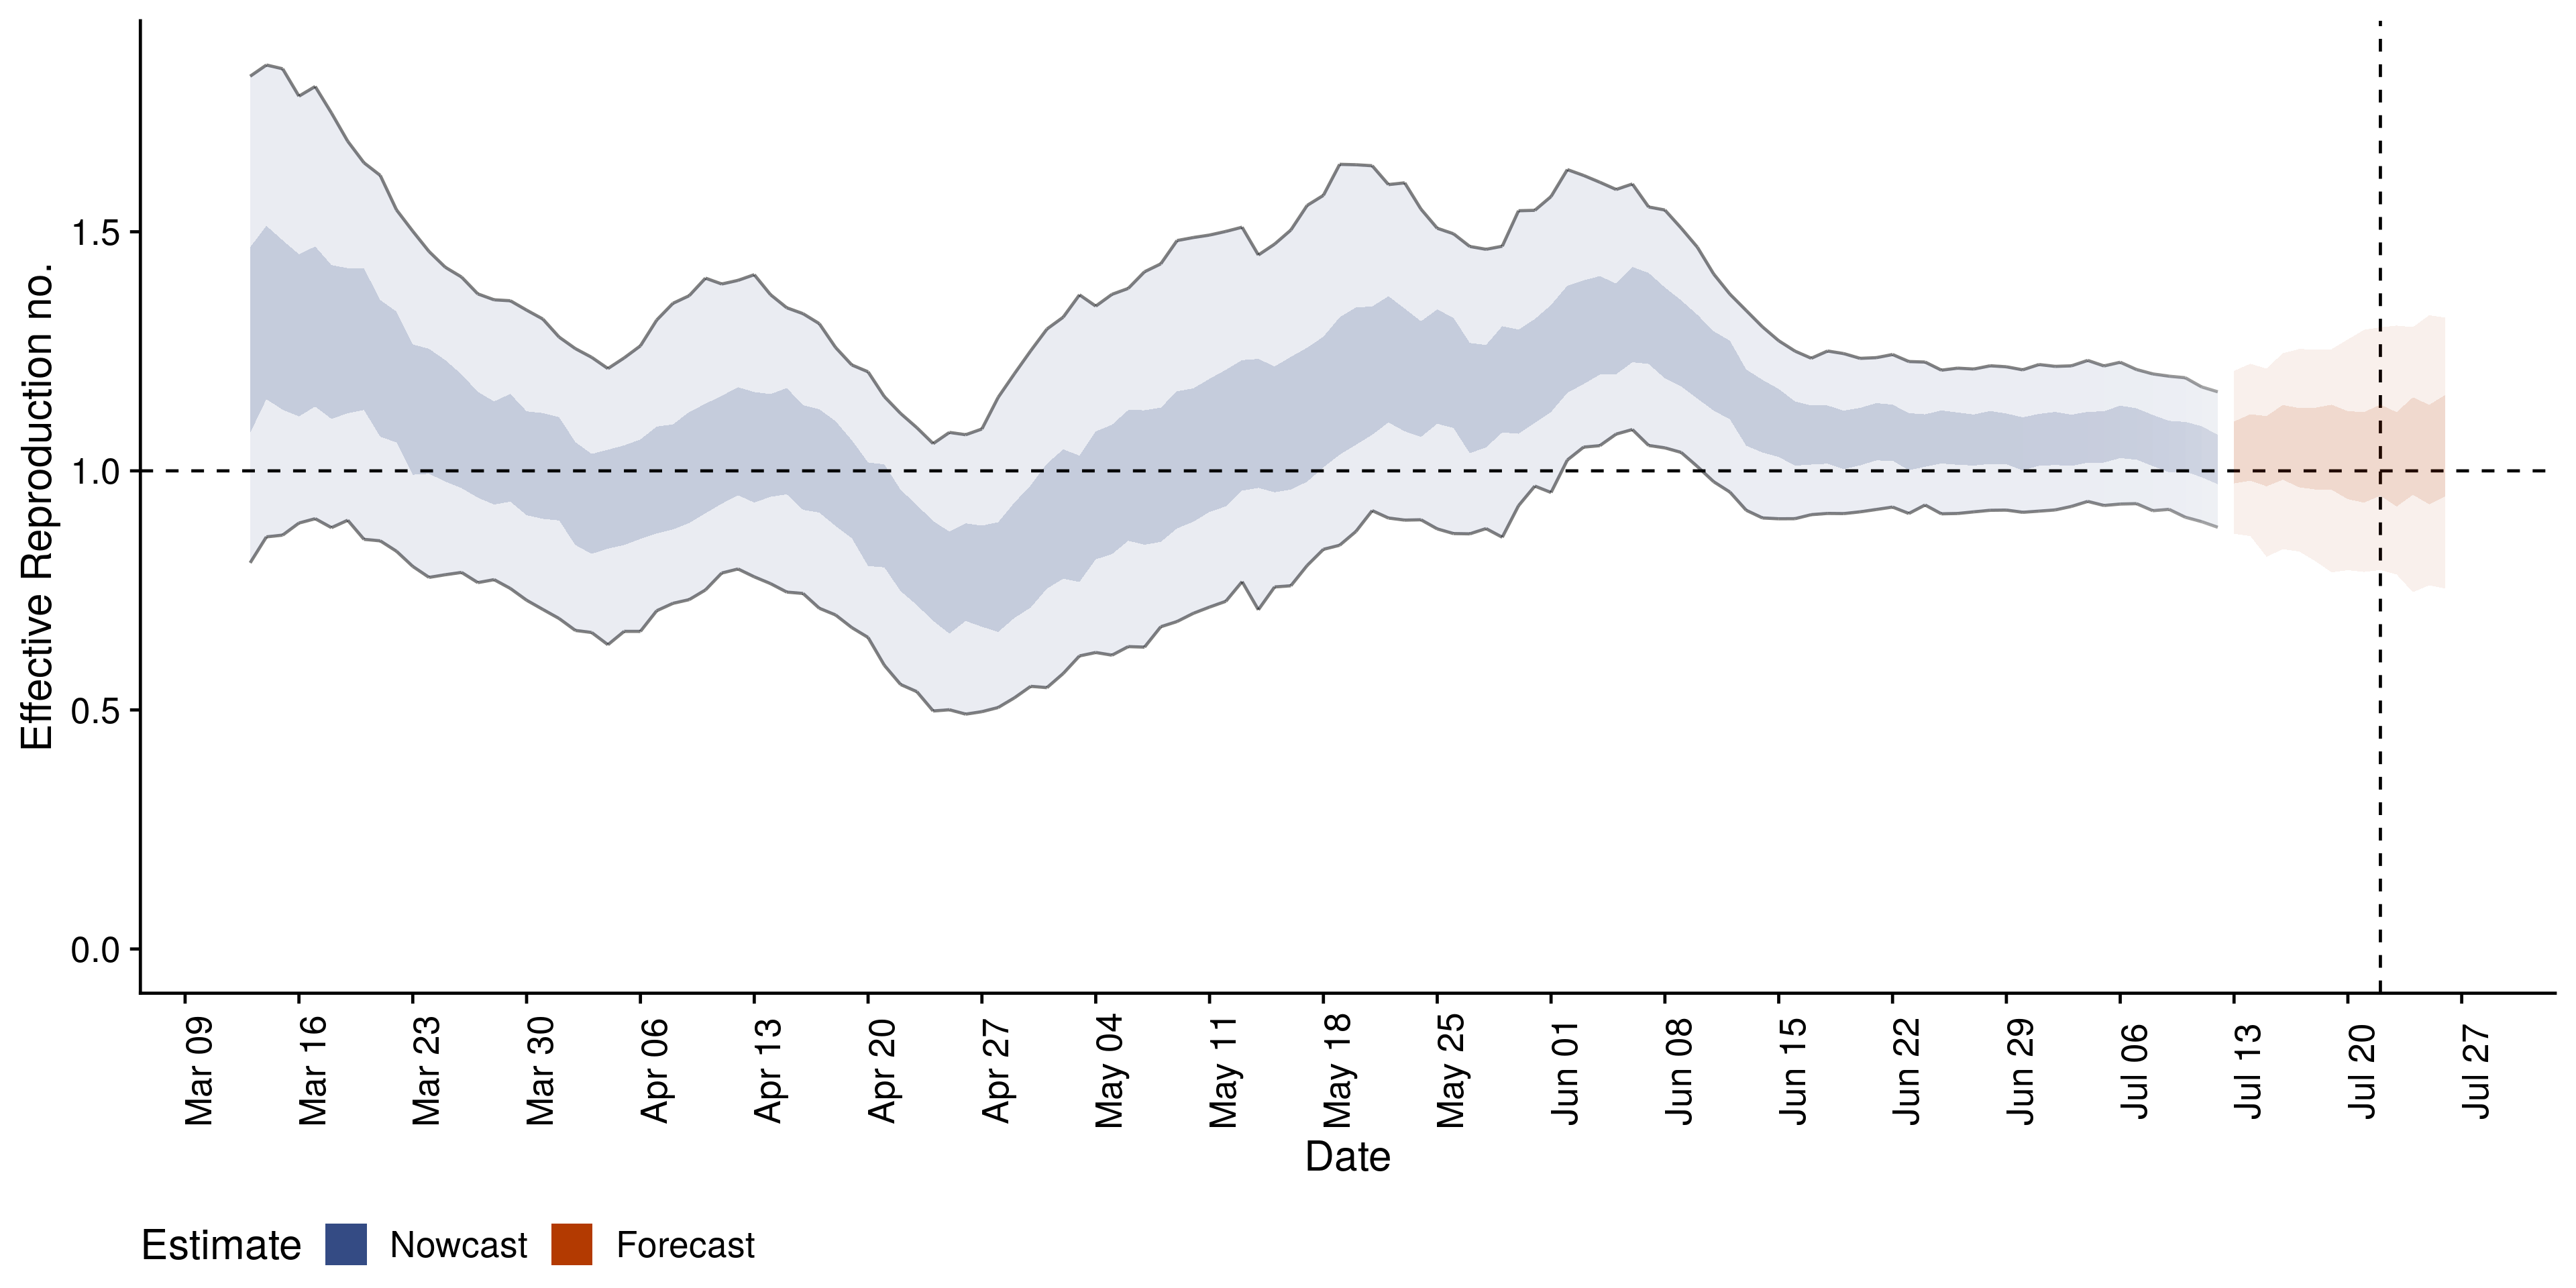 Effective Reproduction no.
1.5
1.0
0.5
0.0
Mar 09
Mar 16
Mar 23
Mar 30
Apr 06
Apr 13
Apr 20
Apr 27
May 04
May 11
May 18
May 25
Jun 01
Jun 08
Jun 15
Jun 22
Jun 29
Jul 06
Jul 13
Jul 20
Jul 27
Date
Estimate Nowcast Forecast